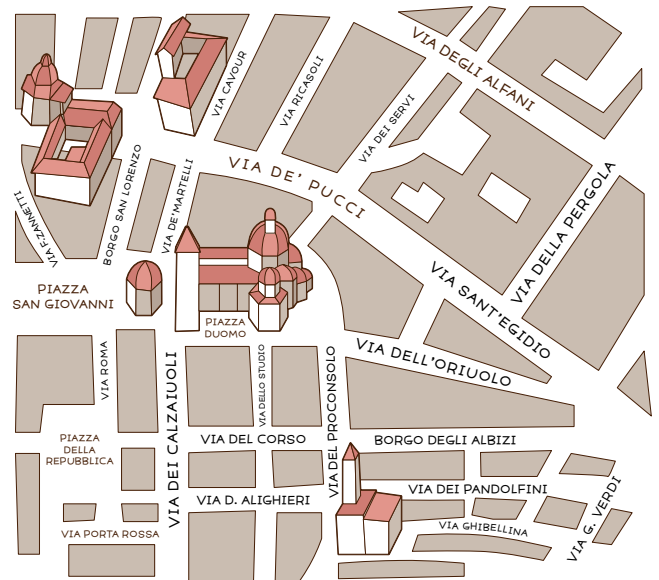 VIA DEGLI ALFANI
VIA CAVOUR
VIA RICASOLI
VIA DEI SERVI
VIA DE' PUCCI
BORGO SAN LORENZO
VIA DE'MARTELLI
VIA F.ZANNETTI
VIA DELLA PERGOLA
VIA SANT'EGIDIO
PIAZZA
SAN GIOVANNI
PIAZZA
DUOMO
VIA DELL'ORIUOLO
VIA ROMA
VIA DEI CALZAIUOLI
VIA DELLO STUDIO
VIA DEL PROCONSOLO
PIAZZA
DELLA
REPUBBLICA
VIA DEL CORSO
BORGO DEGLI ALBIZI
VIA D. ALIGHIERI
VIA DEI PANDOLFINI
VIA GHIBELLINA
VIA G. VERDI
VIA PORTA ROSSA